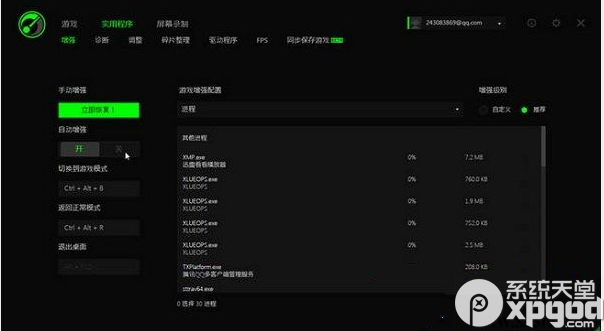 游戏 实用程序 屏幕录制
243083869@qq.com
增强 诊断 调整 碎片整理 驱动程序 FPS 同步保存游戏
手动增强
立即恢复！
自动增强
开 关
切换到游戏模式
Ctrl + Alt + B
返回正常模式
Ctrl + Alt + R
退出桌面
游戏增强配置
进程
增强级别
自定义 推荐
其他进程
XMP.exe 0% 7.2 MB
迅雷看看播放器
XLUEOPS.exe 0% 760.0 KB
XLUEOPS
XLUEOPS.exe 0% 1.9 MB
XLUEOPS
XLUEOPS.exe 0% 752.0 KB
XLUEOPS
XLUEOPS.exe 0% 2.5 MB
XLUEOPS
TXPlatform.exe 0% 208.0 KB
腾讯QQ多客户端管理服务
sttray64.exe
0 选择 30 进程
系统天堂
xpgod.com